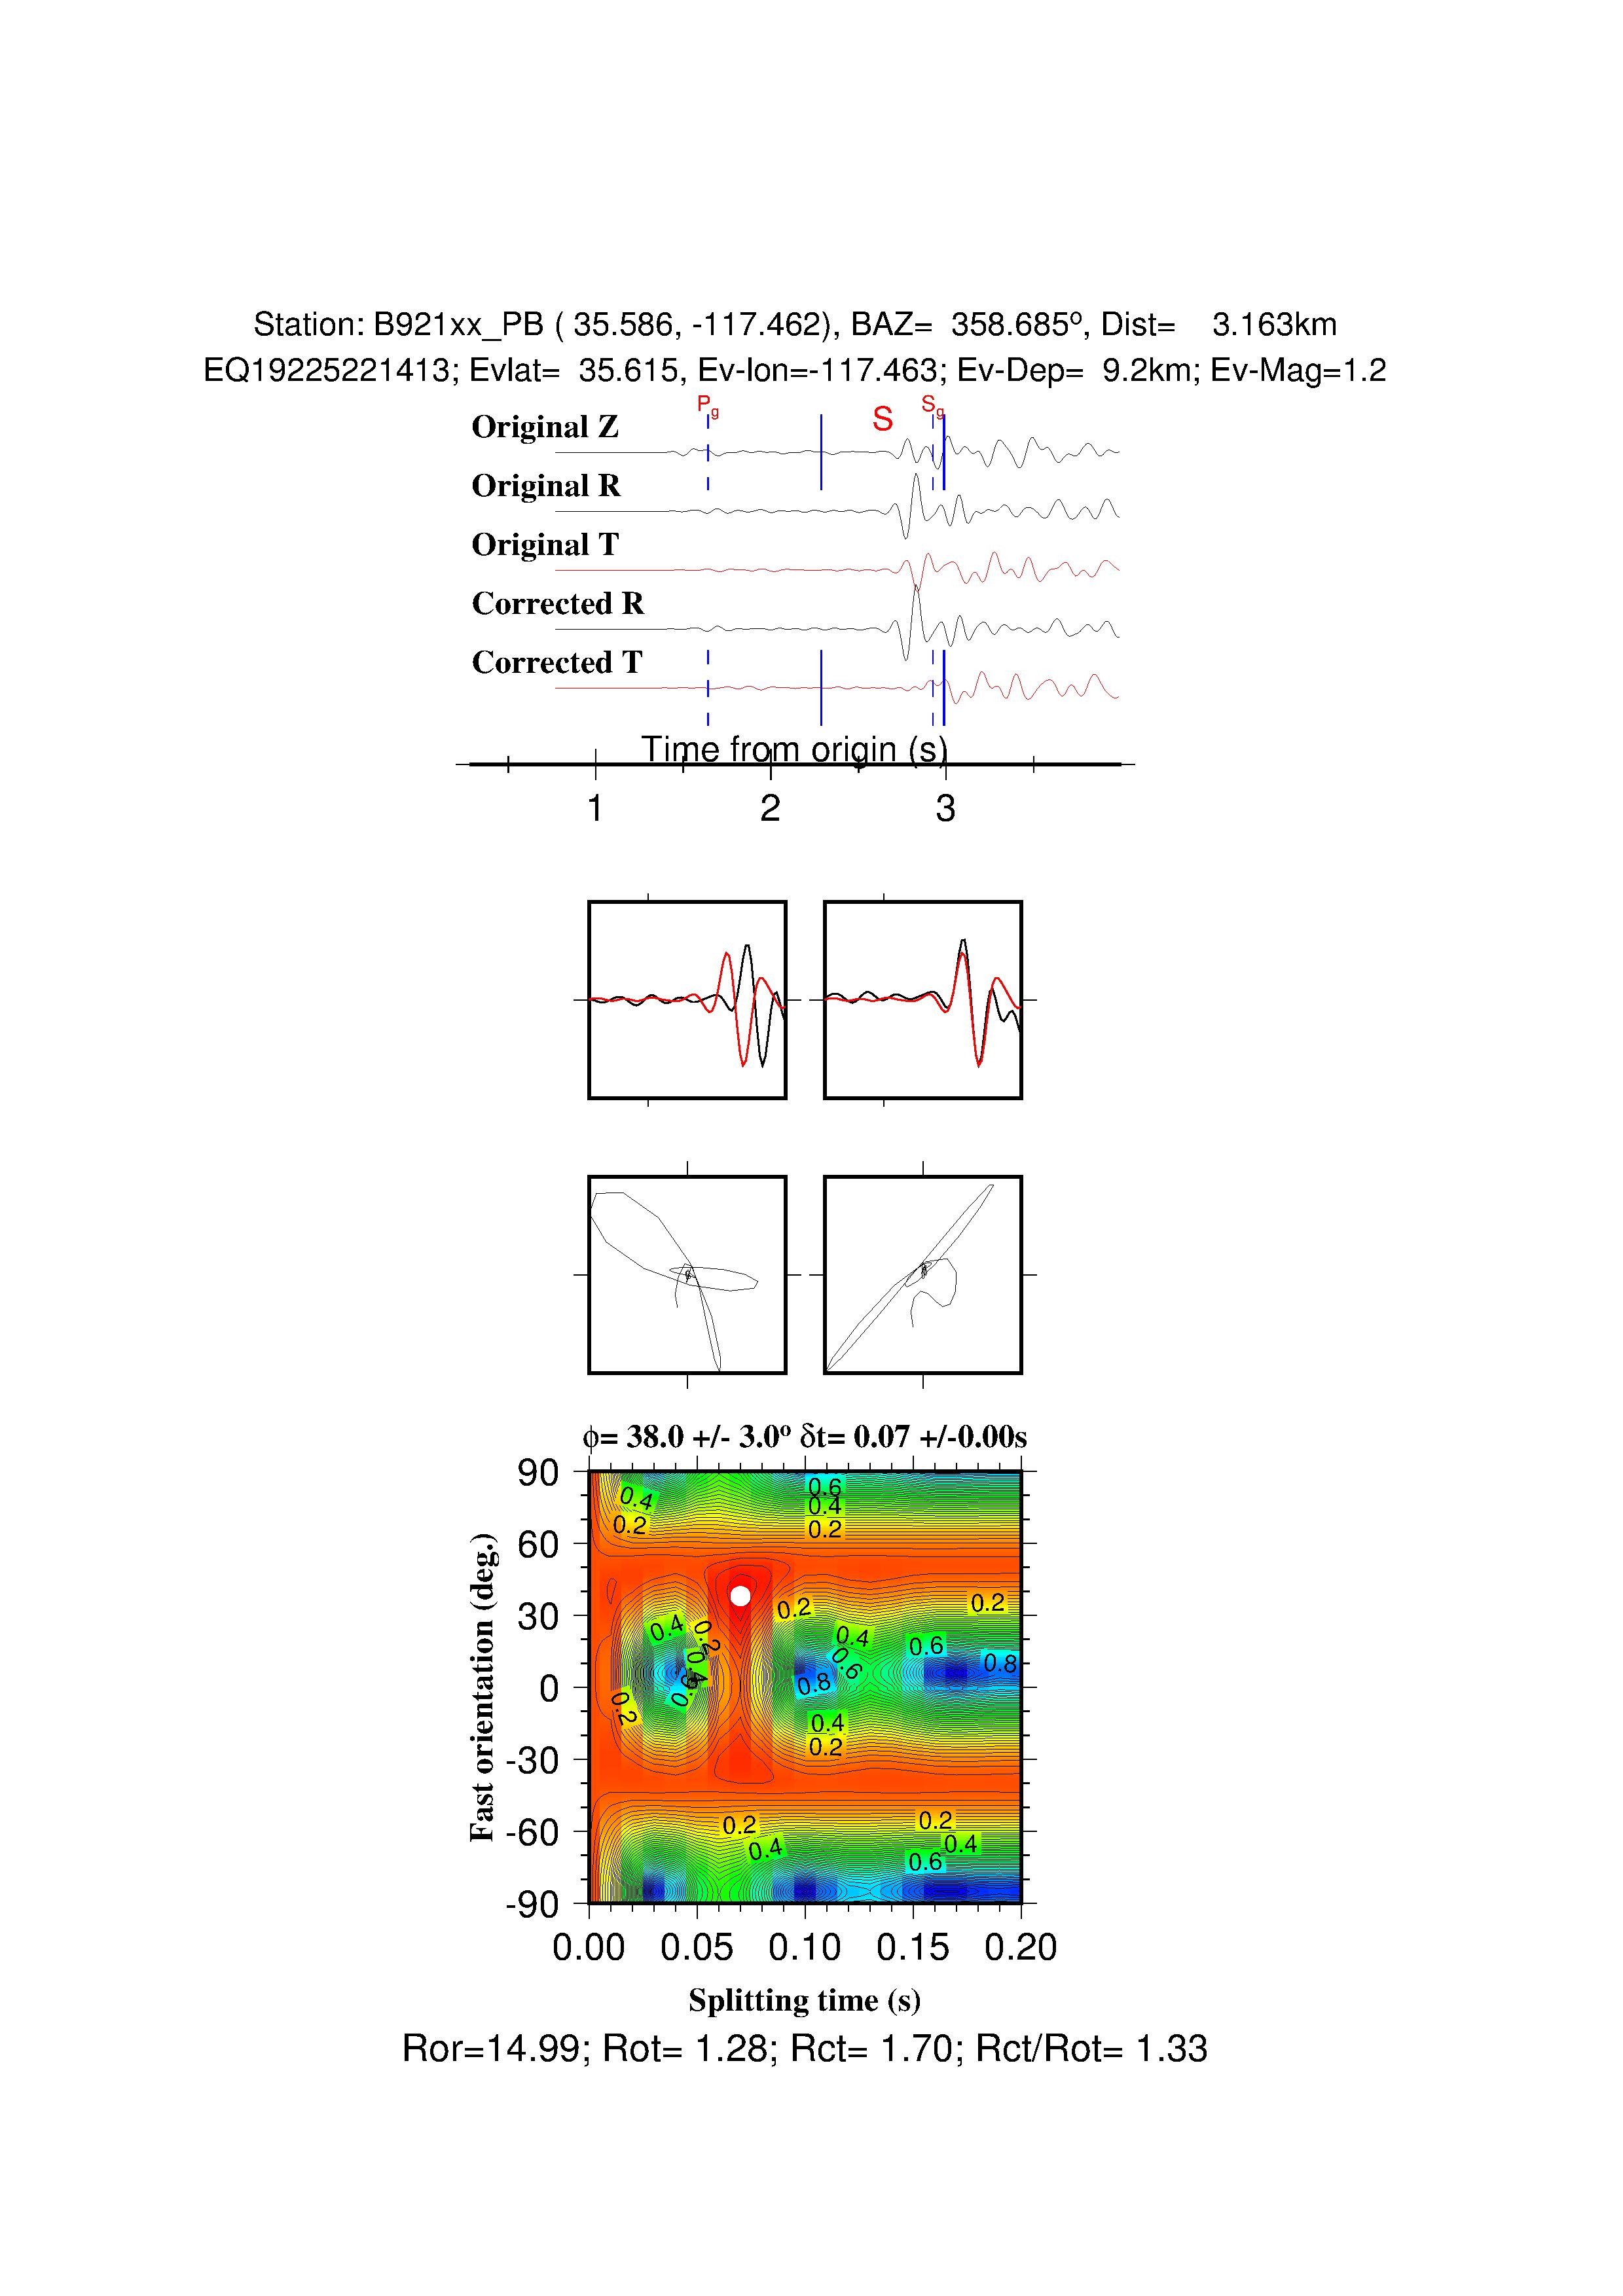 Station: B921xx_PB ( 35.586, -117.462), BAZ= 358.685º, Dist= 3.163km
EQ19225221413; Evlat= 35.615, Ev-lon=-117.463; Ev-Dep= 9.2km; Ev-Mag=1.2
Pg S Sg
Original Z
Original R
Original T
Corrected R
Corrected T
Time from origin (s)
1 2 3
ϕ= 38.0 +/- 3.0º δt= 0.07 +/-0.00s
90
60
30
0
-30
-60
-90
Fast orientation (deg.)
0.4 0.6
0.4
0.2 0.2
0.2 0.2
0.4 0.2 0.4 0.6
0.4 0.6 0.8
0.8
0.2 0.4
0.2
0.2 0.2
0.4 0.4
0.6
0.00 0.05 0.10 0.15 0.20
Splitting time (s)
Ror=14.99; Rot= 1.28; Rct= 1.70; Rct/Rot= 1.33